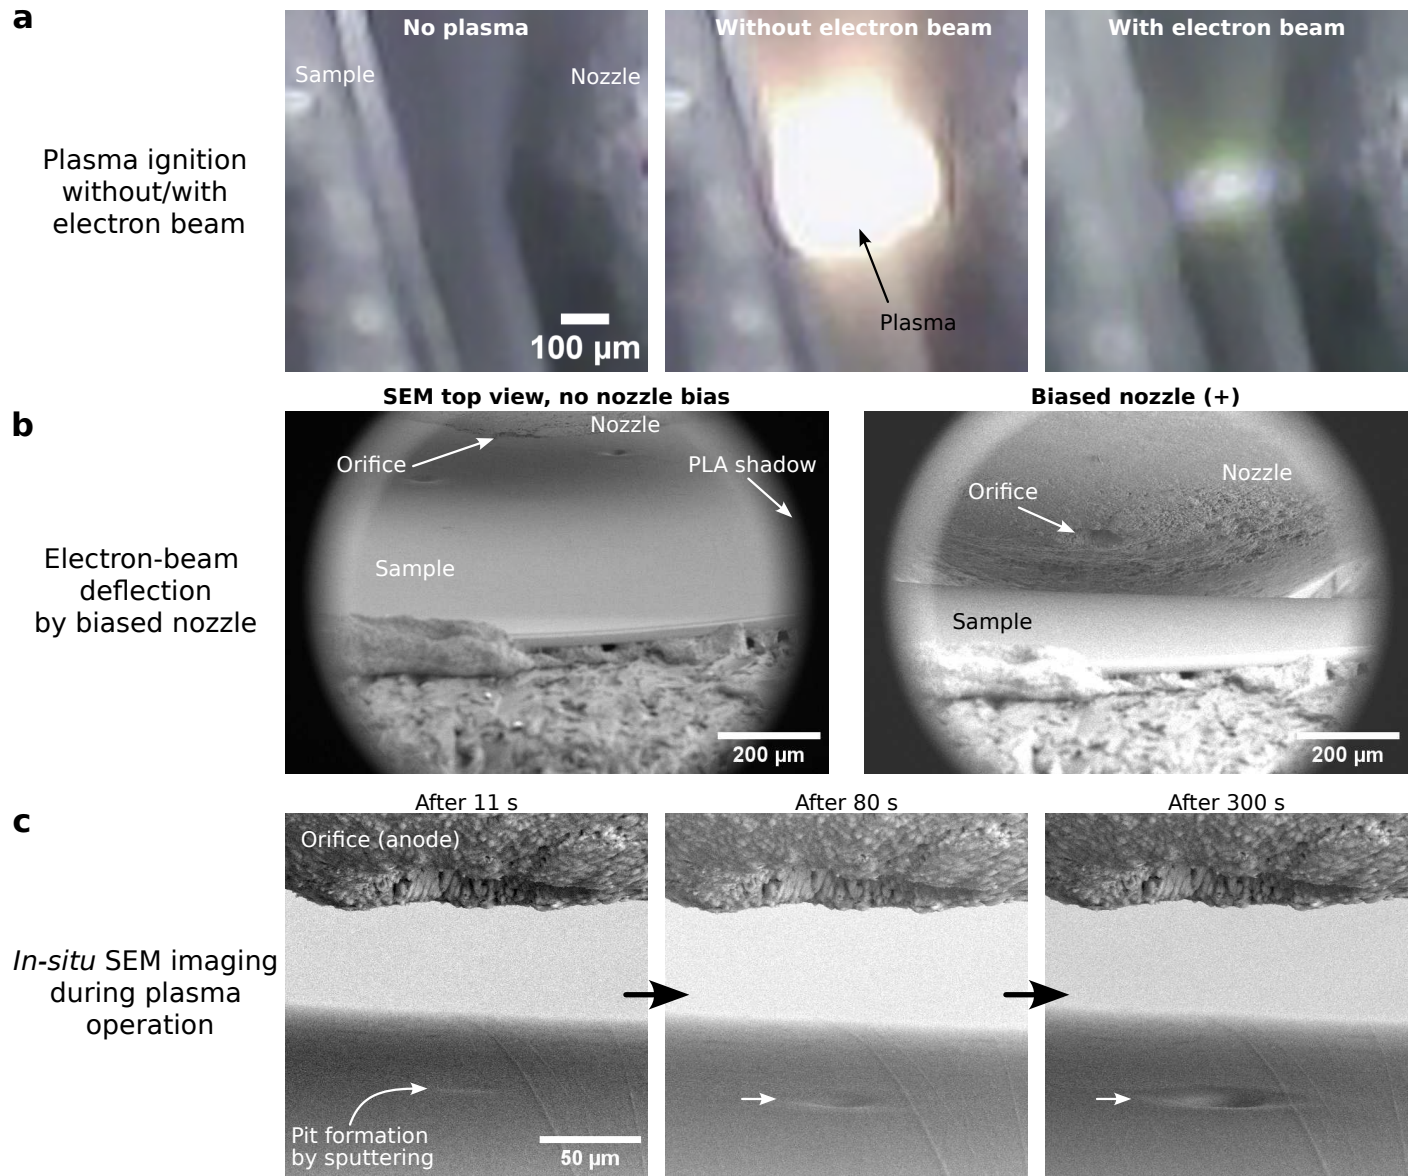 a
No plasma
Without electron beam
With electron beam
Sample
Nozzle
Plasma ignition
without/with
electron beam
Plasma
100 μm
SEM top view, no nozzle bias
Biased nozzle (+)
b
Nozzle
Orifice
PLA shadow
Sample
200 μm
Nozzle
Orifice
Sample
200 μm
Electron-beam
deflection
by biased nozzle
After 11 s
After 80 s
After 300 s
c
Orifice (anode)
In-situ SEM imaging
during plasma
operation
Pit formation
by sputtering
50 μm